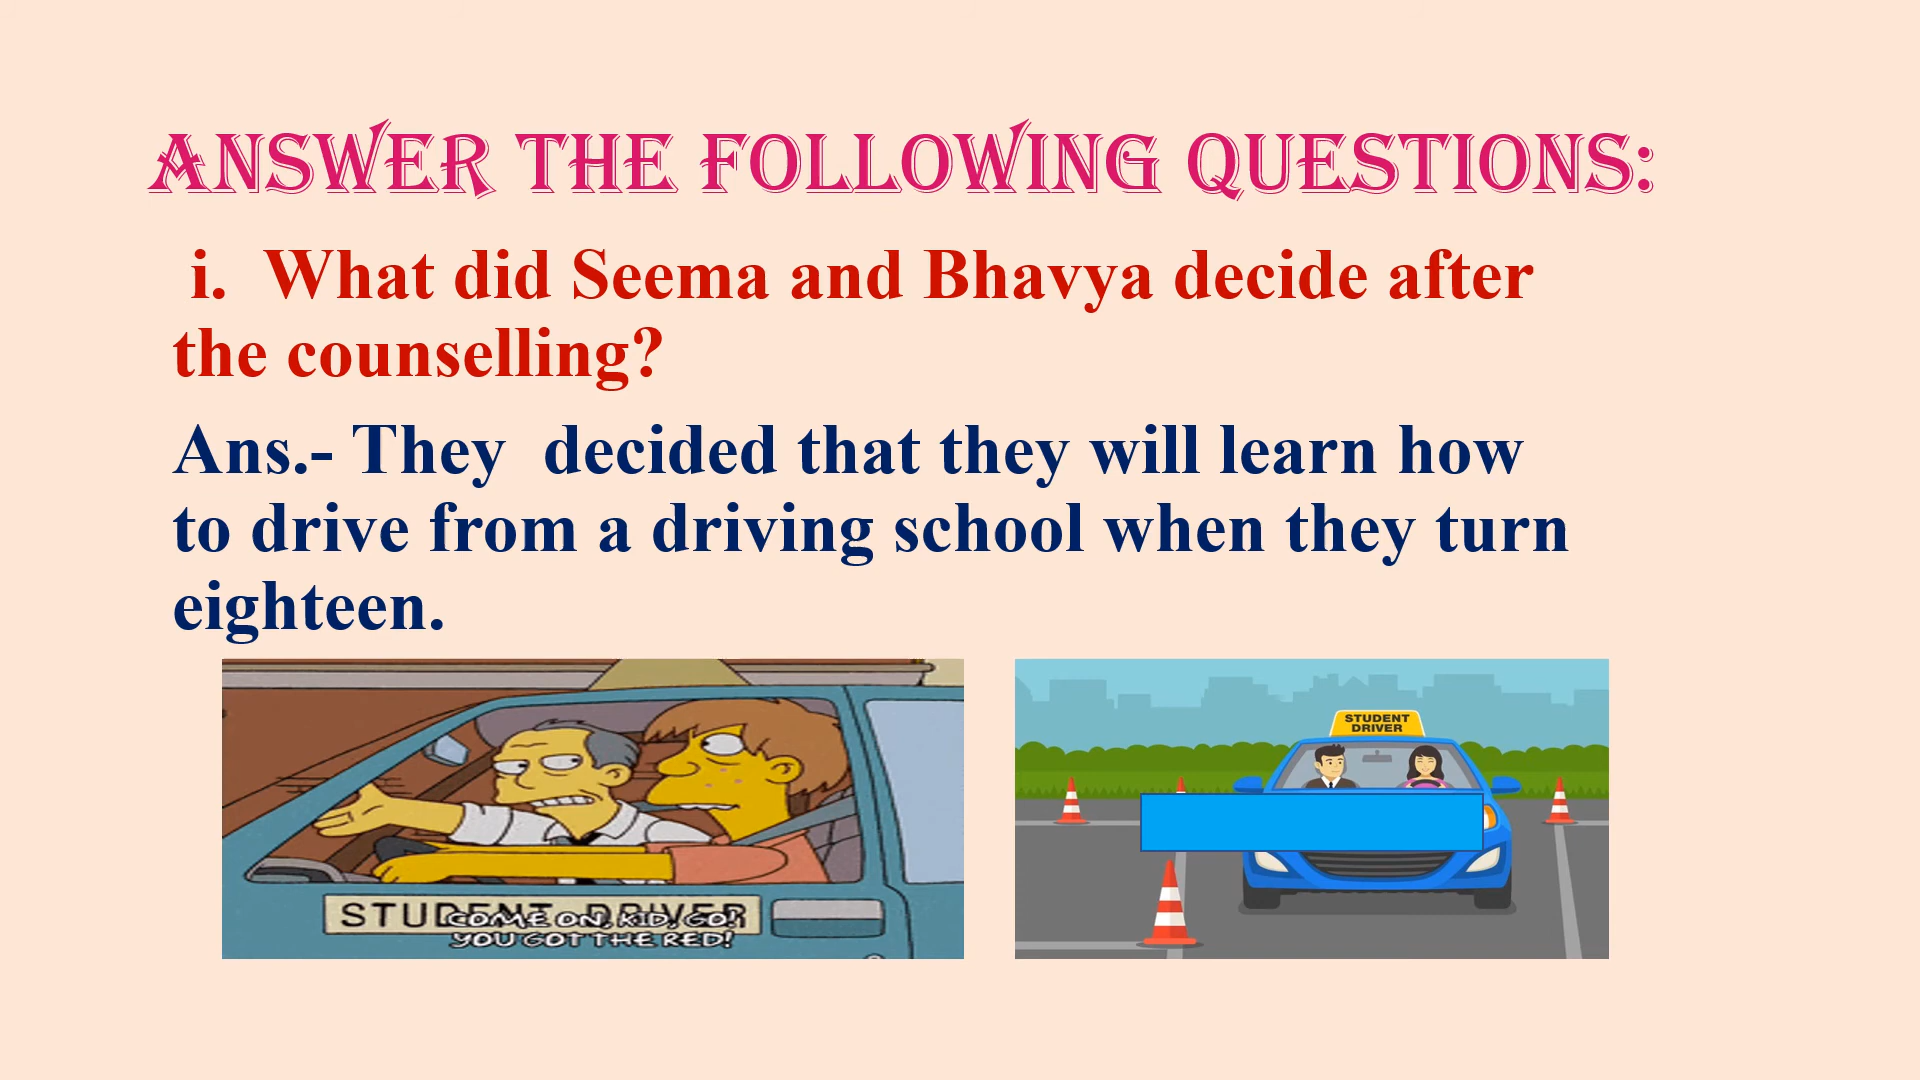 ANSWER THE FOLLOWING QUESTIONS:
i. What did Seema and Bhavya decide after
the counselling?
Ans.- They decided that they will learn how
to drive from a driving school when they turn
eighteen.
STUDENT DRIVER
COME ON, KID, GO!
YOU GOT THE RED!
STUDENT
DRIVER